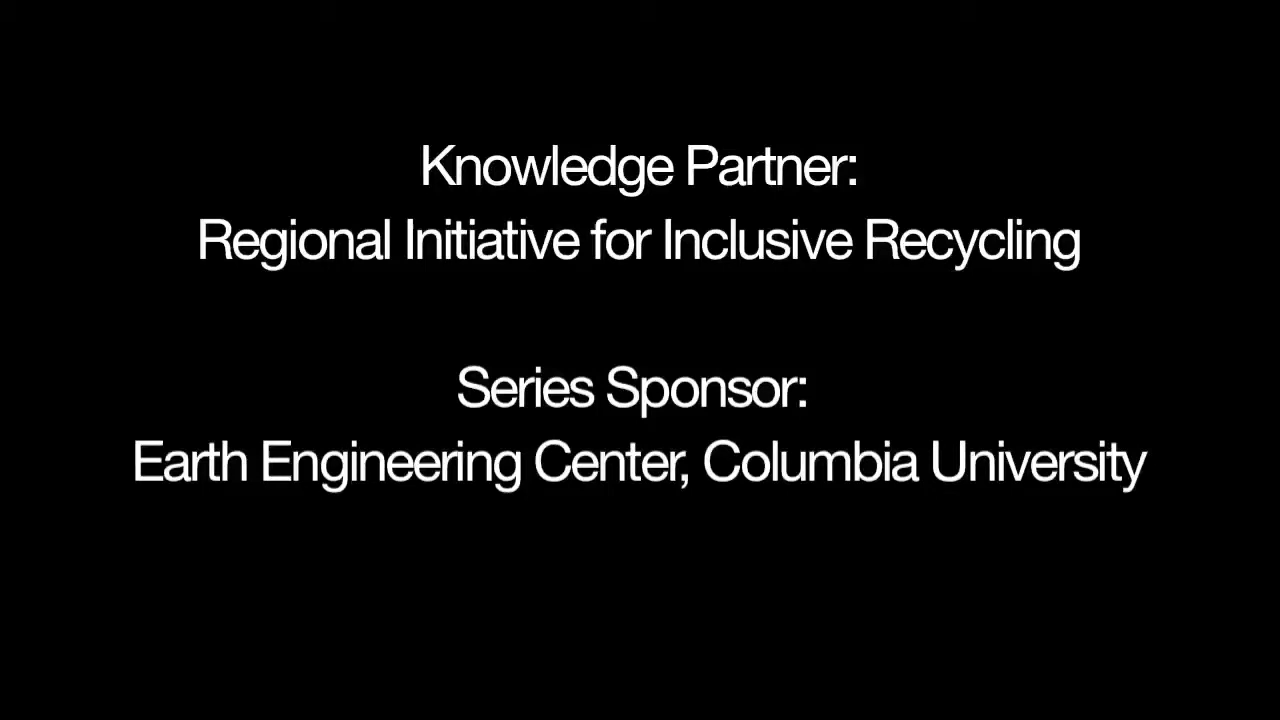 Knowledge Partner:
Regional Initiative for Inclusive Recycling
Series Sponsor:
Earth Engineering Center, Columbia University